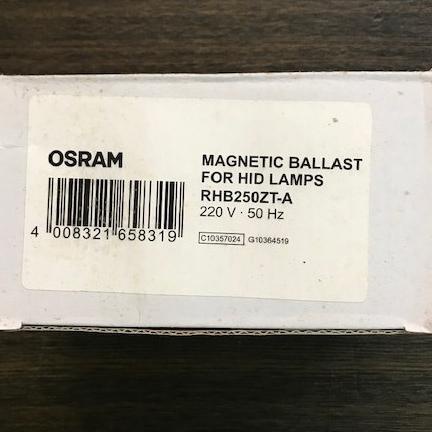 OSRAM
4 008321 658319
MAGNETIC BALLAST
FOR HID LAMPS
RHB250ZT-A
220 V · 50 Hz
C10357024 G10364519